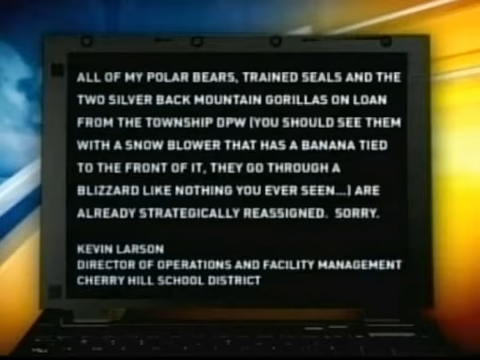 ALL OF MY POLAR BEARS, TRAINED SEALS AND THE
TWO SILVER BACK MOUNTAIN GORILLAS ON LOAN
FROM THE TOWNSHIP DPW (YOU SHOULD SEE THEM
WITH A SNOW BLOWER THAT HAS A BANANA TIED
TO THE FRONT OF IT, THEY GO THROUGH A
BLIZZARD LIKE NOTHING YOU EVER SEEN...) ARE
ALREADY STRATEGICALLY REASSIGNED. SORRY.
KEVIN LARSON
DIRECTOR OF OPERATIONS AND FACILITY MANAGEMENT
CHERRY HILL SCHOOL DISTRICT